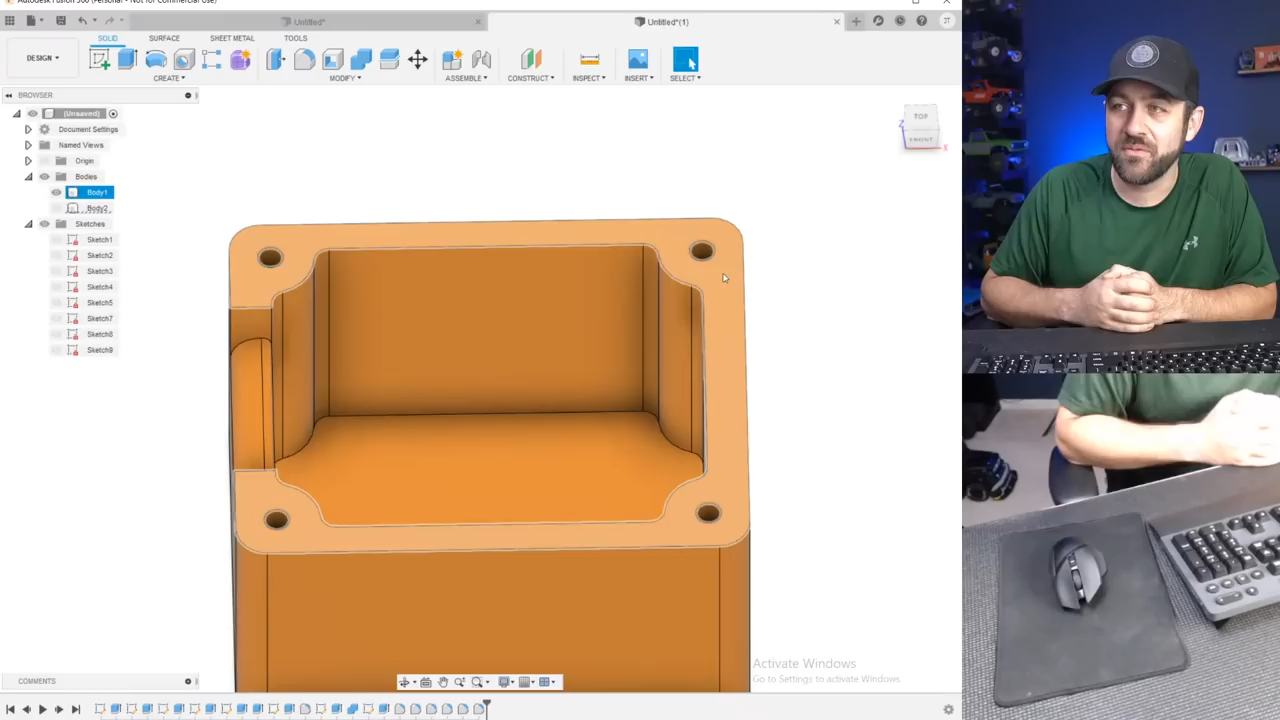 Autodesk Fusion 360 (Personal - Not for Commercial Use)
Untitled*
Untitled*(1)
JT
SOLID
SURFACE
SHEET METAL
TOOLS
DESIGN
CREATE
MODIFY
ASSEMBLE
CONSTRUCT
INSPECT
INSERT
SELECT
BROWSER
(Unsaved)
Document Settings
Named Views
Origin
Bodies
Body1
Body2
Sketches
Sketch1
Sketch2
Sketch3
Sketch4
Sketch5
Sketch7
Sketch8
Sketch9
TOP
FRONT
Z
X
Activate Windows
Go to Settings to activate Windows.
COMMENTS